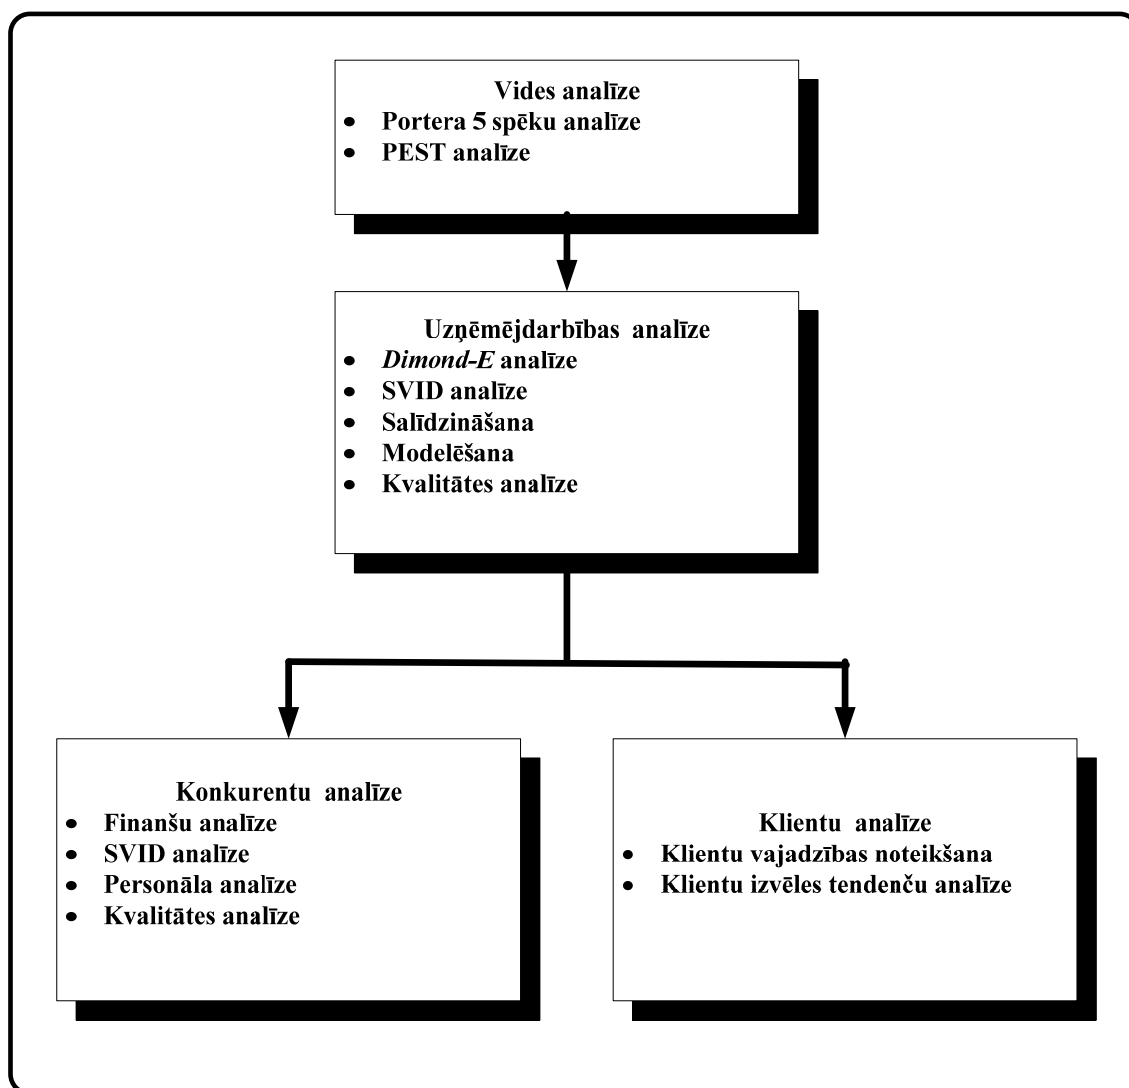 Vides analīze
• Portera 5 spēku analīze
• PEST analīze
Uzņēmējdarbības analīze
• Dimond-E analīze
• SVID analīze
• Salīdzināšana
• Modelēšana
• Kvalitātes analīze
Konkurentu analīze
• Finanšu analīze
• SVID analīze
• Personāla analīze
• Kvalitātes analīze
Klientu analīze
• Klientu vajadzības noteikšana
• Klientu izvēles tendenču analīze